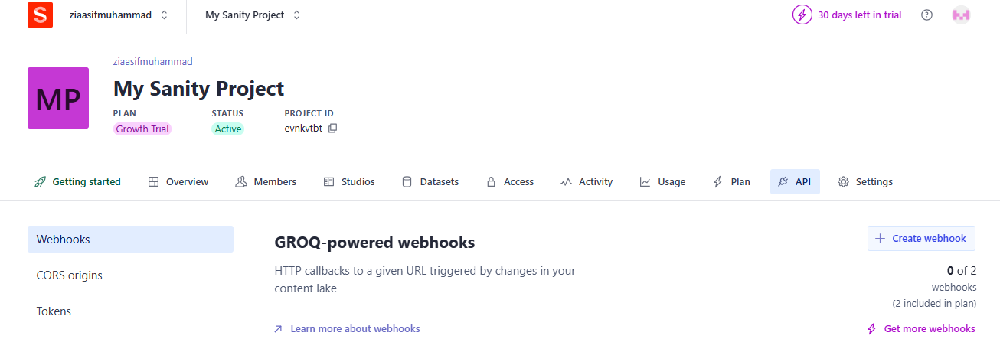 S
ziaasifmuhammad
My Sanity Project
30 days left in trial
?
ziaasifmuhammad
MP
My Sanity Project
PLAN
STATUS
PROJECT ID
Growth Trial
Active
evnkvtbt
Getting started
Overview
Members
Studios
Datasets
Access
Activity
Usage
Plan
API
Settings
Webhooks
CORS origins
Tokens
GROQ-powered webhooks
HTTP callbacks to a given URL triggered by changes in your
content lake
Learn more about webhooks
Create webhook
0 of 2
webhooks
(2 included in plan)
Get more webhooks